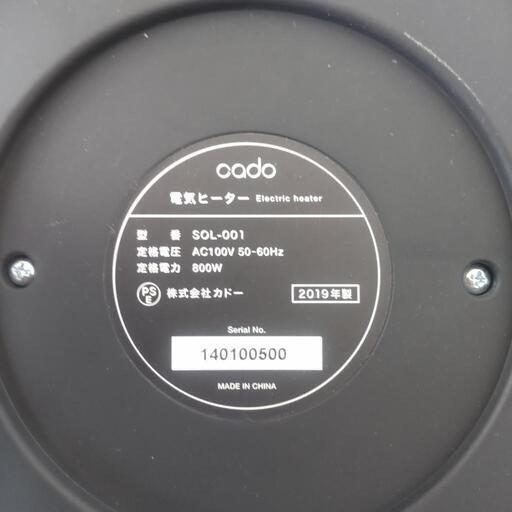 cado
電気ヒーター Electric heater
型 番 SOL-001
定格電圧 AC100V 50-60Hz
定格電力 800W
PS E 株式会社カドー 2019年製
Serial No.
140100500
MADE IN CHINA